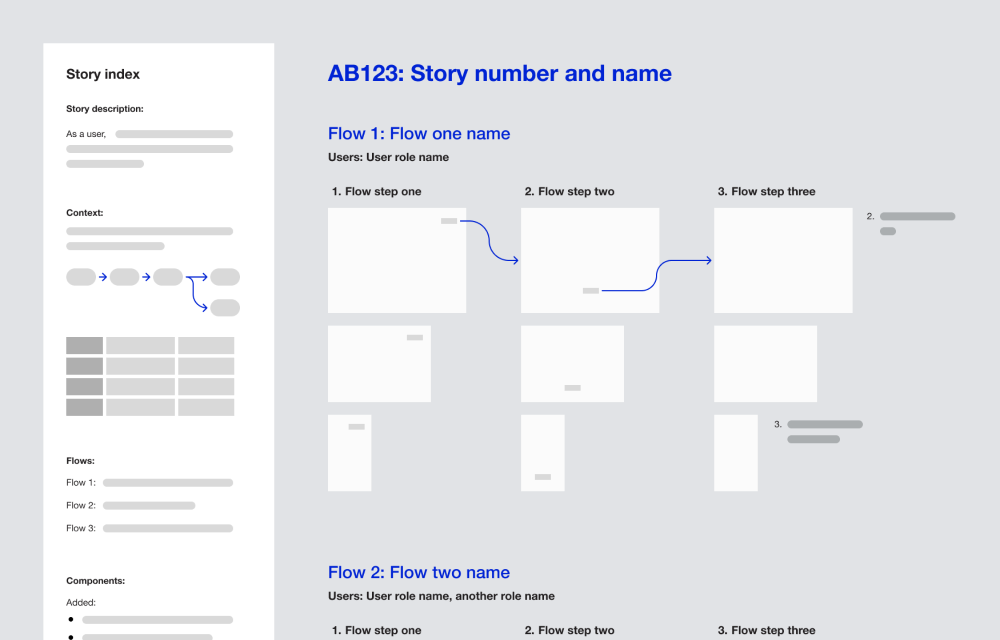 Story index
Story description:
As a user,
Context:
Flows:
Flow 1:
Flow 2:
Flow 3:
Components:
Added:
AB123: Story number and name
Flow 1: Flow one name
Users: User role name
1. Flow step one
2. Flow step two
3. Flow step three
2.
3.
Flow 2: Flow two name
Users: User role name, another role name
1. Flow step one
2. Flow step two
3. Flow step three